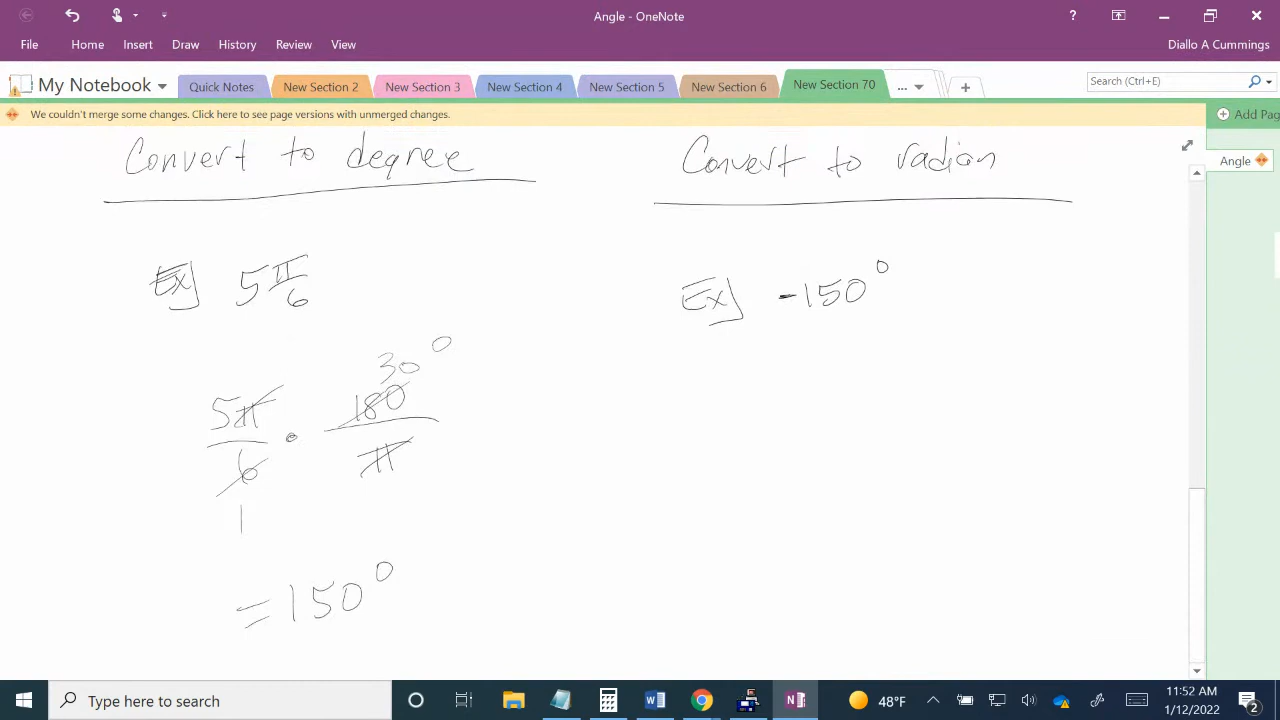 Angle - OneNote
File Home Insert Draw History Review View
Diallo A Cummings
My Notebook
Quick Notes
New Section 2
New Section 3
New Section 4
New Section 5
New Section 6
New Section 70
...
Search (Ctrl+E)
We couldn't merge some changes. Click here to see page versions with unmerged changes.
Add Pag
Angle
Convert to degree
Ex] 5π/6
5π/6 · 180/π
30°
1
= 150°
Convert to radian
Ex] -150°
Type here to search
48°F
11:52 AM
1/12/2022
2